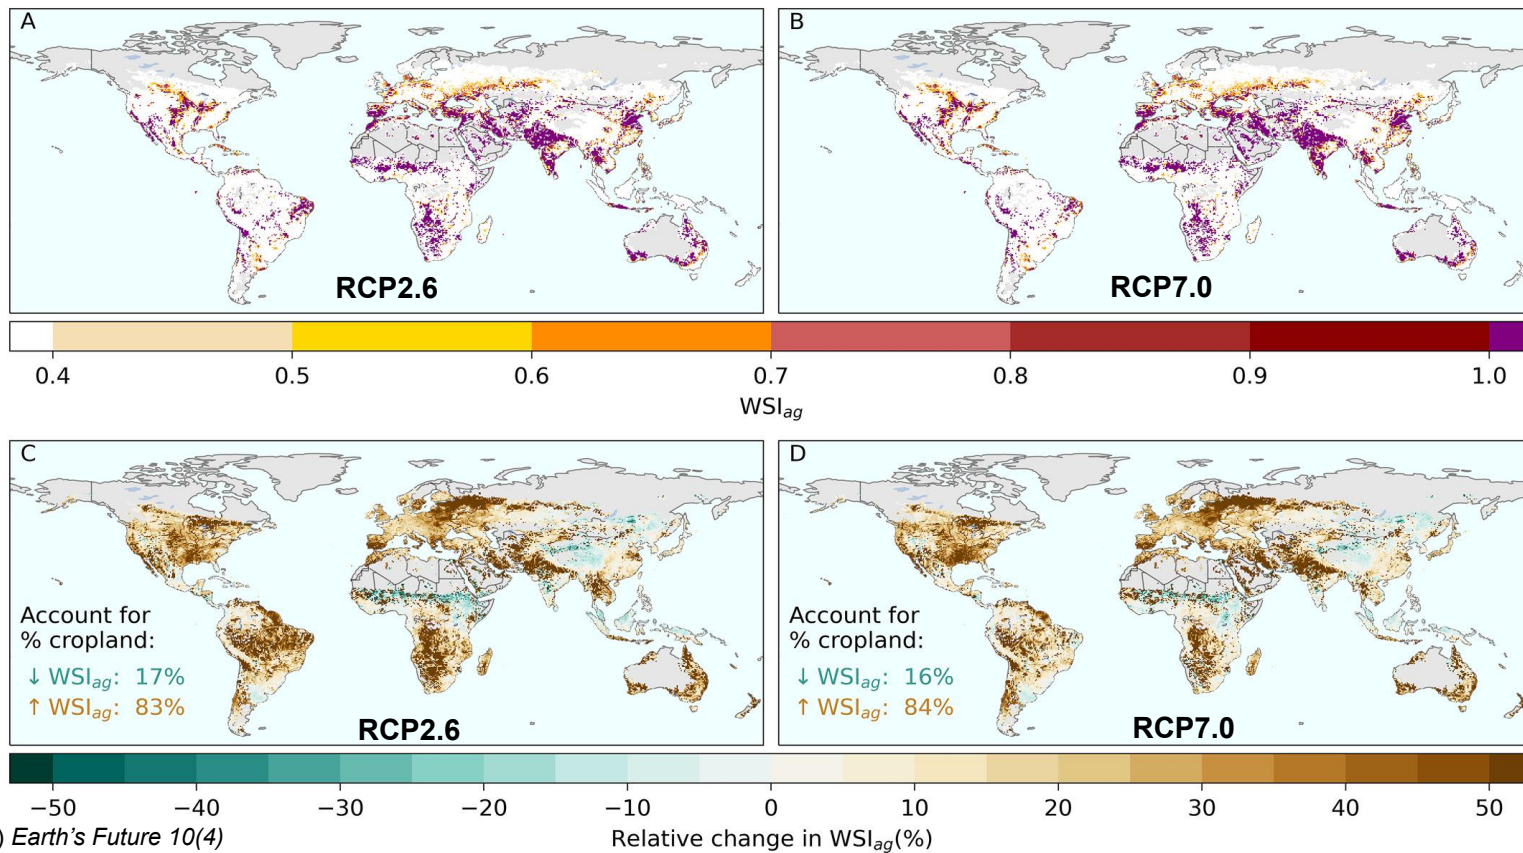 A
B
RCP2.6
RCP7.0
0.4 0.5 0.6 0.7 0.8 0.9 1.0
WSIag
C
D
Account for
% cropland:
↓ WSIag: 17%
↑ WSIag: 83%
RCP2.6
Account for
% cropland:
↓ WSIag: 16%
↑ WSIag: 84%
RCP7.0
−50 −40 −30 −20 −10 0 10 20 30 40 50
) Earth’s Future 10(4)
Relative change in WSIag(%)